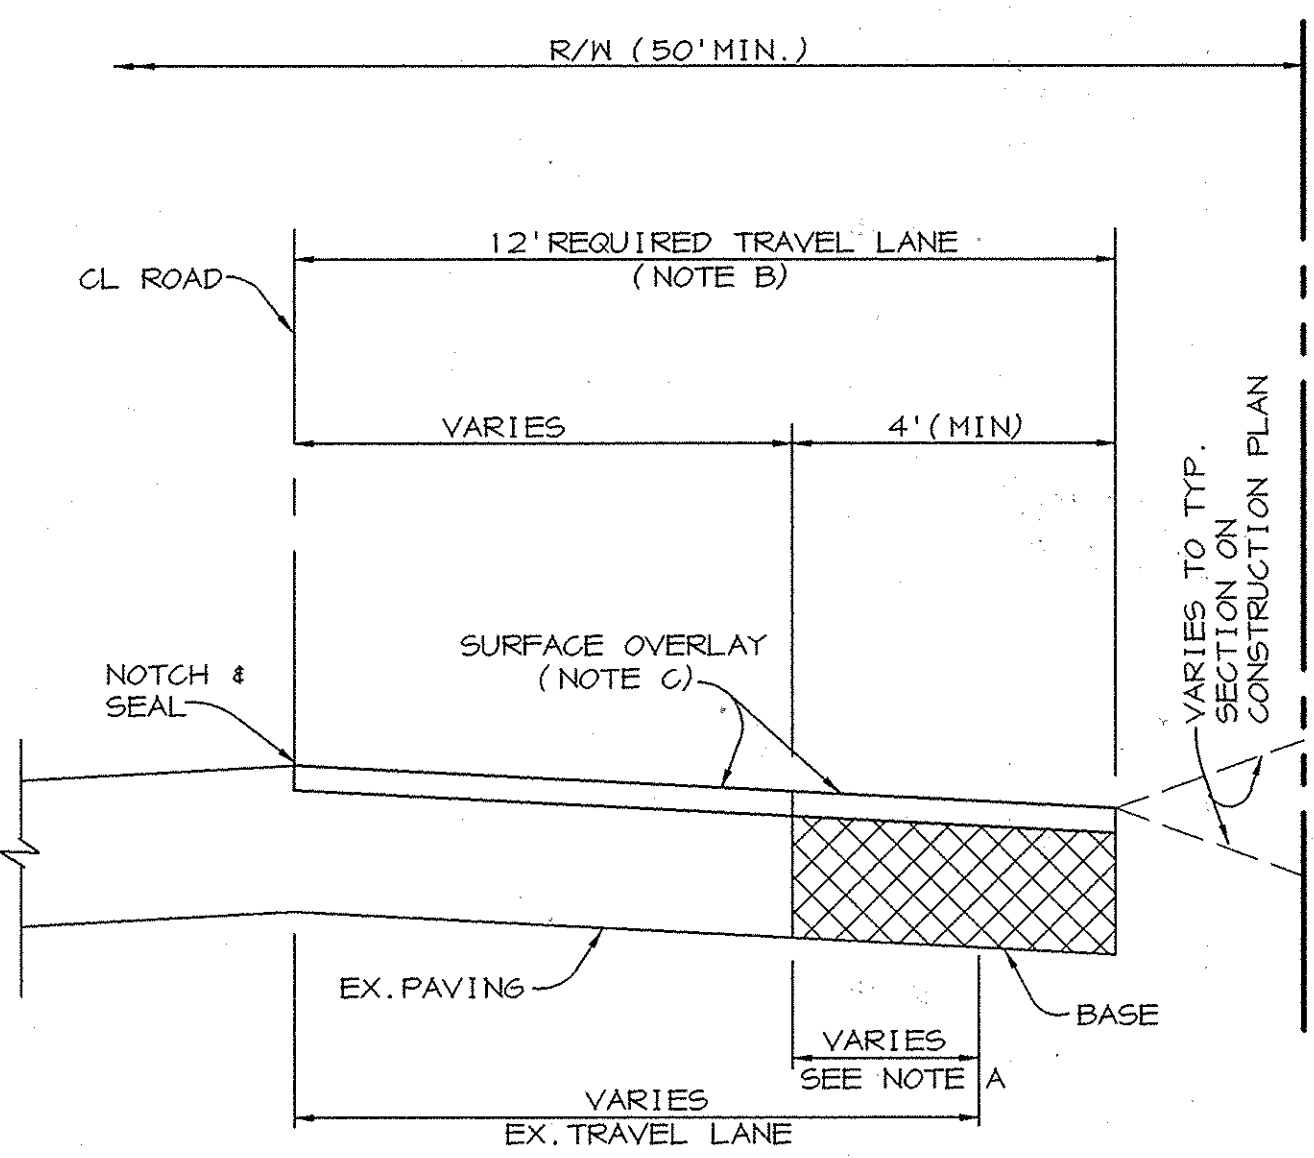 R/W (50'MIN.)
12'REQUIRED TRAVEL LANE
(NOTE B)
CL ROAD
VARIES
4'(MIN)
VARIES TO TYP.
SECTION ON
CONSTRUCTION PLAN
SURFACE OVERLAY
(NOTE C)
NOTCH &
SEAL
EX.PAVING
BASE
VARIES
SEE NOTE A
VARIES
EX.TRAVEL LANE